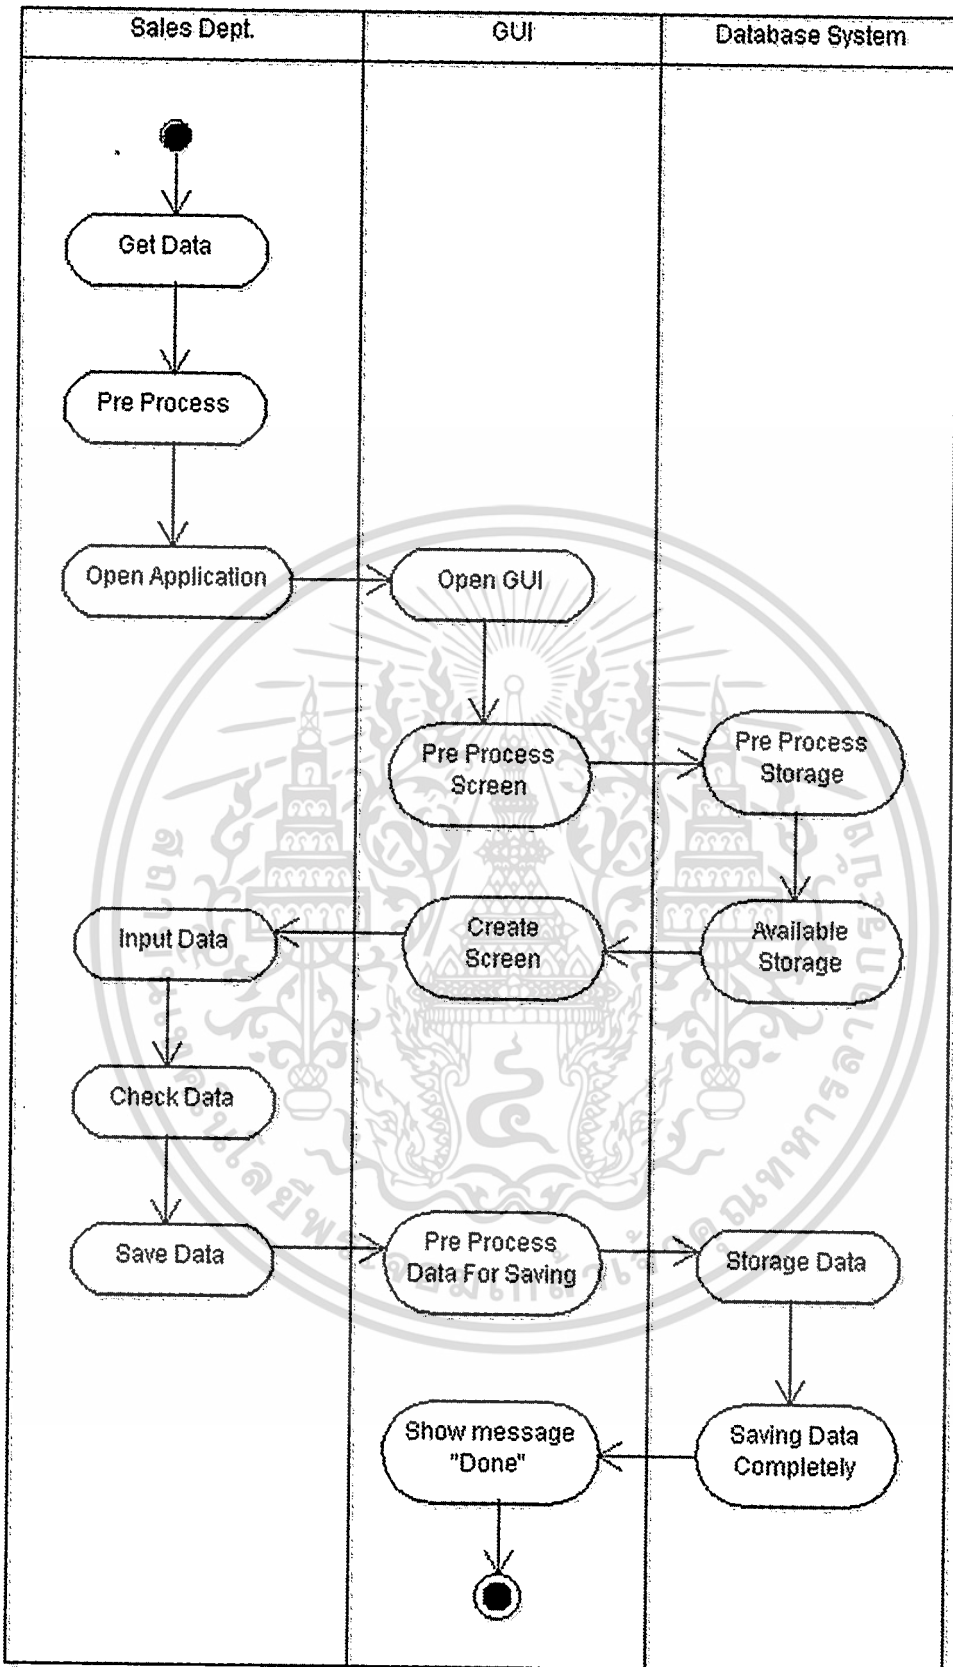 Sales Dept.
GUI
Database System
Get Data
Pre Process
Open Application
Open GUI
Pre Process
Screen
Pre Process
Storage
Input Data
Create
Screen
Available
Storage
Check Data
Save Data
Pre Process
Data For Saving
Storage Data
Show message
"Done"
Saving Data
Completely